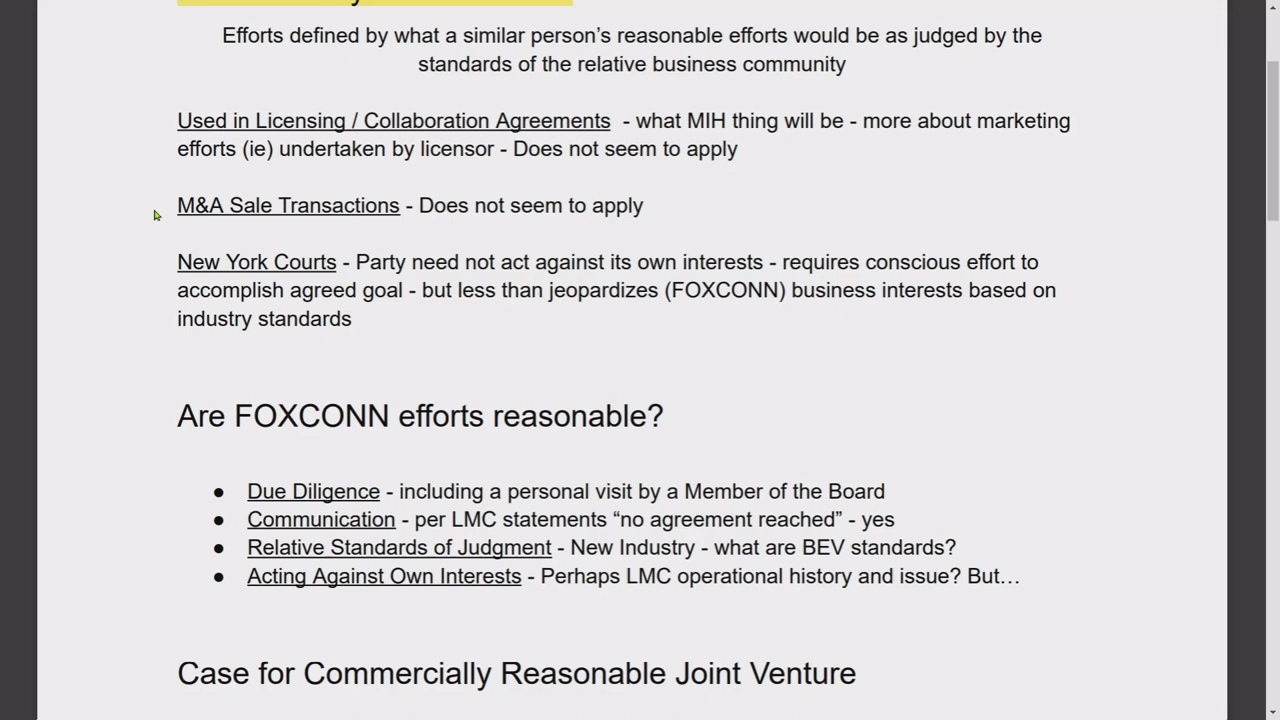 Efforts defined by what a similar person’s reasonable efforts would be as judged by the
standards of the relative business community
Used in Licensing / Collaboration Agreements - what MIH thing will be - more about marketing
efforts (ie) undertaken by licensor - Does not seem to apply
M&A Sale Transactions - Does not seem to apply
New York Courts - Party need not act against its own interests - requires conscious effort to
accomplish agreed goal - but less than jeopardizes (FOXCONN) business interests based on
industry standards
Are FOXCONN efforts reasonable?
● Due Diligence - including a personal visit by a Member of the Board
● Communication - per LMC statements “no agreement reached” - yes
● Relative Standards of Judgment - New Industry - what are BEV standards?
● Acting Against Own Interests - Perhaps LMC operational history and issue? But…
Case for Commercially Reasonable Joint Venture